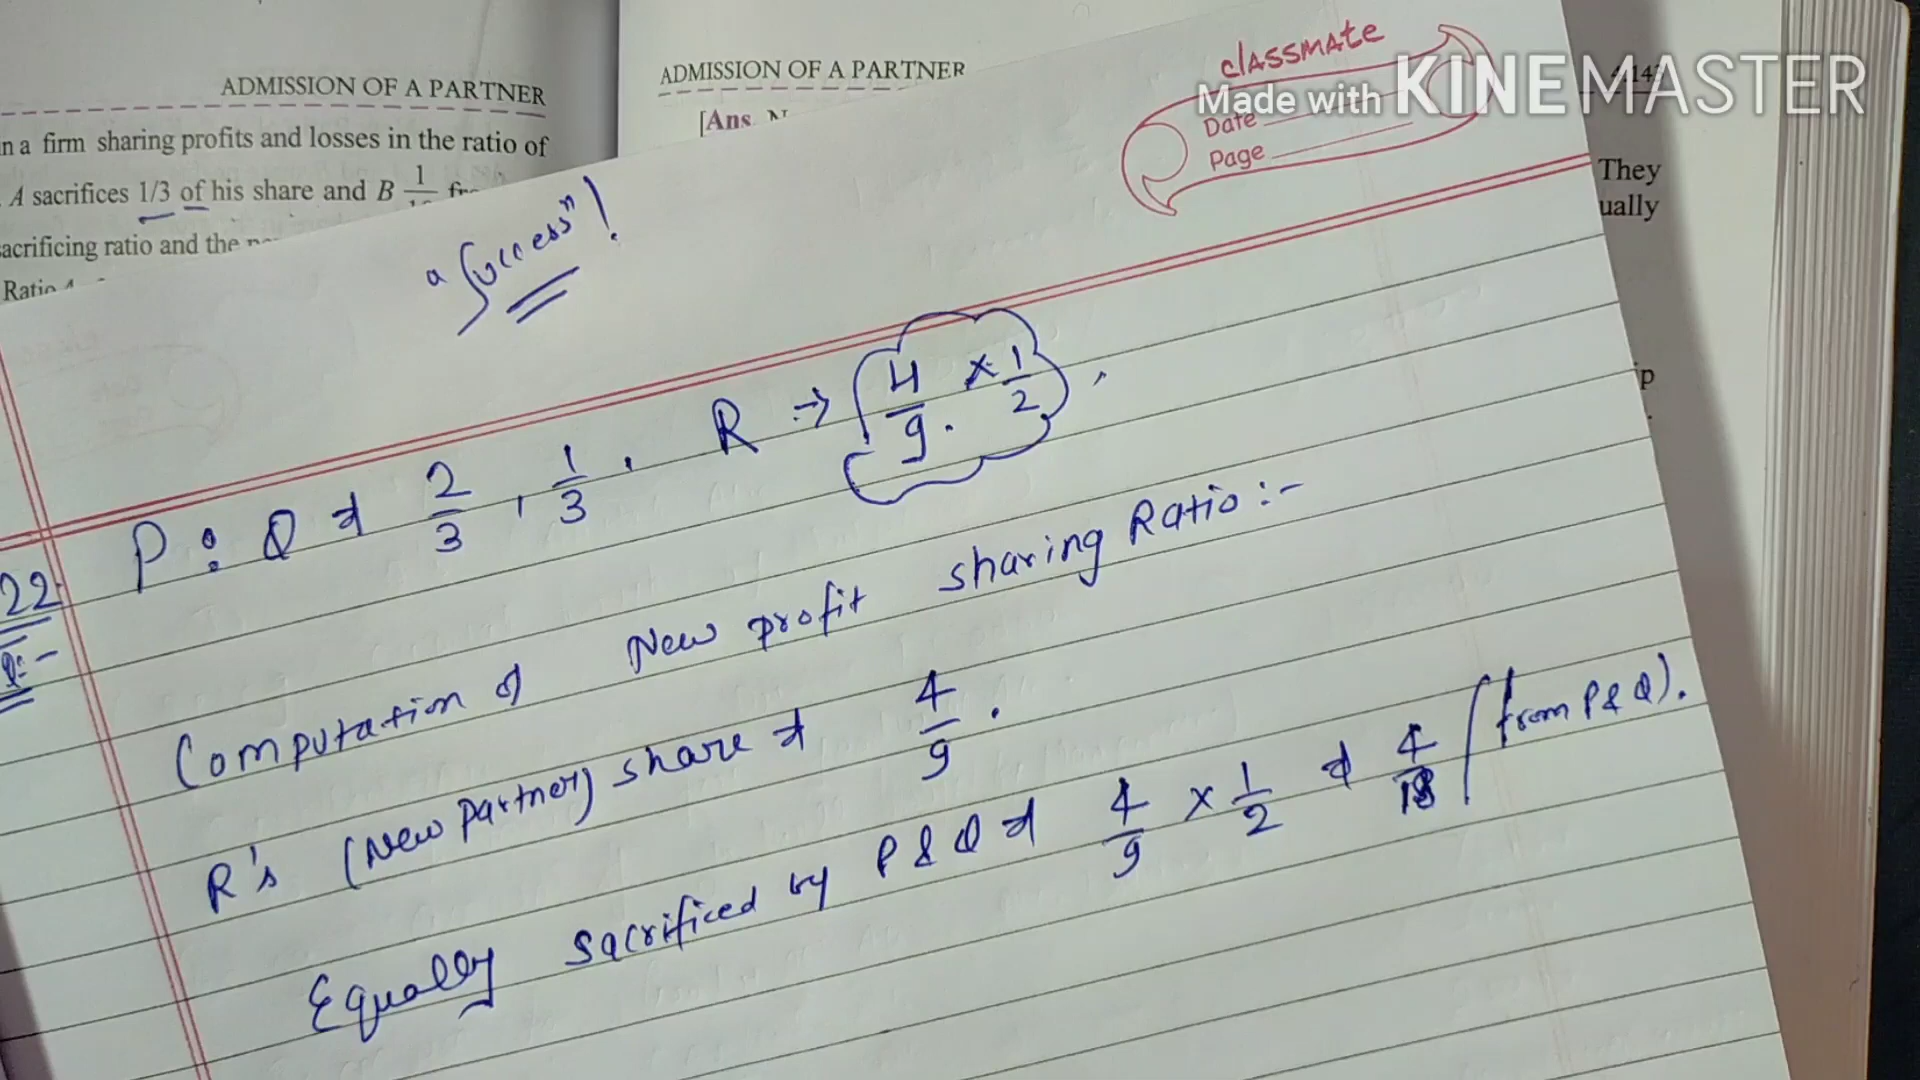 ADMISSION OF A PARTNER
in a firm sharing profits and losses in the ratio of
A sacrifices 1/3 of his share and B 1/
sacrificing ratio and the
Ratio
ADMISSION OF A PARTNER
[Ans. N
classmate
Date
Page
Made with KINEMASTER
They
ually
ip
"Success"!
22.
P : Q → 2/3 , 1/3 . R → 4/9 . × 1/2 ,
Computation of New profit sharing Ratio :-
R's (New Partner) share → 4/9 .
Equally sacrificed by P & Q → 4/9 × 1/2 → 4/18 (from P & Q).